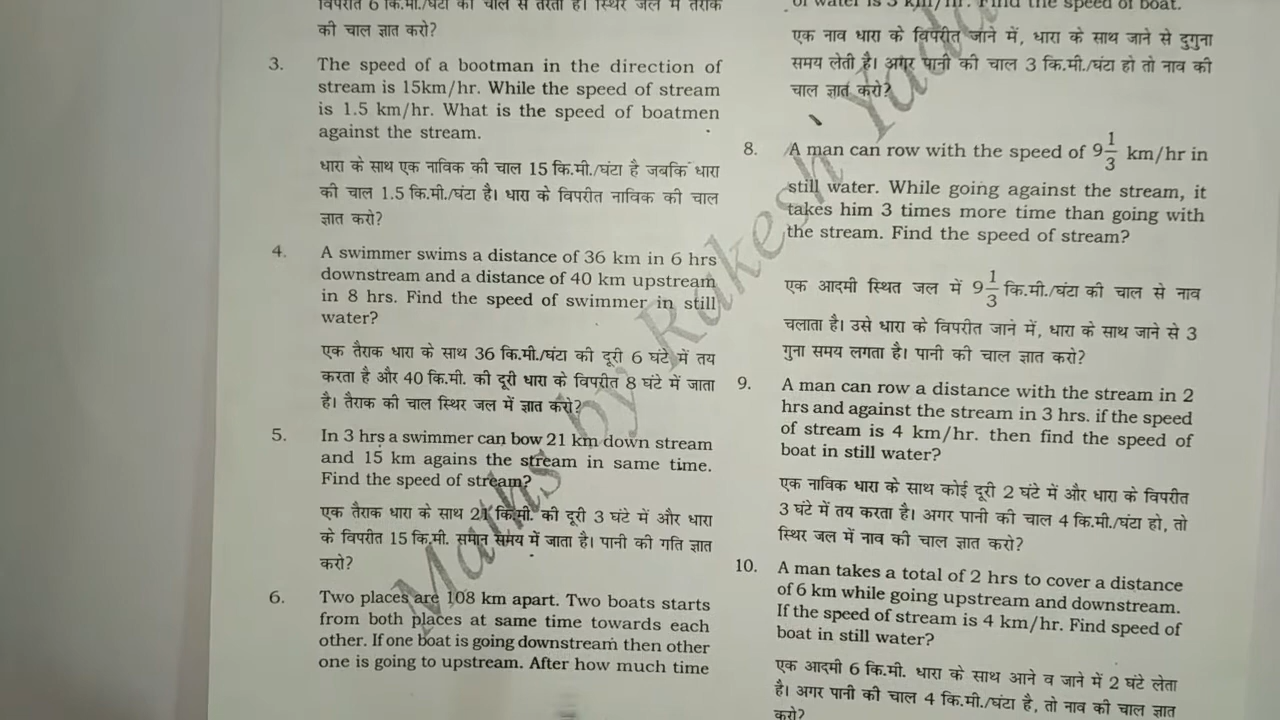 विपरीत 6 कि.मी./घंटा की चाल से तैरता है। स्थिर जल में तैराक
की चाल ज्ञात करो?
3. The speed of a bootman in the direction of
stream is 15km/hr. While the speed of stream
is 1.5 km/hr. What is the speed of boatmen
against the stream.
धारा के साथ एक नाविक की चाल 15 कि.मी./घंटा है जबकि धारा
की चाल 1.5 कि.मी./घंटा है। धारा के विपरीत नाविक की चाल
ज्ञात करो?
4. A swimmer swims a distance of 36 km in 6 hrs
downstream and a distance of 40 km upstream
in 8 hrs. Find the speed of swimmer in still
water?
एक तैराक धारा के साथ 36 कि.मी./घंटा की दूरी 6 घंटे में तय
करता है और 40 कि.मी. की दूरी धारा के विपरीत 8 घंटे में जाता
है। तैराक की चाल स्थिर जल में ज्ञात करो?
5. In 3 hrs a swimmer can bow 21 km down stream
and 15 km agains the stream in same time.
Find the speed of stream?
एक तैराक धारा के साथ 21 कि.मी. की दूरी 3 घंटे में और धारा
के विपरीत 15 कि.मी. समान समय में जाता है। पानी की गति ज्ञात
करो?
6. Two places are 108 km apart. Two boats starts
from both places at same time towards each
other. If one boat is going downstream then other
one is going to upstream. After how much time
of water is 3 km/hr. Find the speed of boat.
एक नाव धारा के विपरीत जाने में, धारा के साथ जाने से दुगुना
समय लेती है। अगर पानी की चाल 3 कि.मी./घंटा हो तो नाव की
चाल ज्ञात करो?
8. A man can row with the speed of 9 1/3 km/hr in
still water. While going against the stream, it
takes him 3 times more time than going with
the stream. Find the speed of stream?
एक आदमी स्थित जल में 9 1/3 कि.मी./घंटा की चाल से नाव
चलाता है। उसे धारा के विपरीत जाने में, धारा के साथ जाने से 3
गुना समय लगता है। पानी की चाल ज्ञात करो?
9. A man can row a distance with the stream in 2
hrs and against the stream in 3 hrs. if the speed
of stream is 4 km/hr. then find the speed of
boat in still water?
एक नाविक धारा के साथ कोई दूरी 2 घंटे में और धारा के विपरीत
3 घंटे में तय करता है। अगर पानी की चाल 4 कि.मी./घंटा हो, तो
स्थिर जल में नाव की चाल ज्ञात करो?
10. A man takes a total of 2 hrs to cover a distance
of 6 km while going upstream and downstream.
If the speed of stream is 4 km/hr. Find speed of
boat in still water?
एक आदमी 6 कि.मी. धारा के साथ आने व जाने में 2 घंटे लेता
है। अगर पानी की चाल 4 कि.मी./घंटा है, तो नाव की चाल ज्ञात
करो?
Maths by Rakesh Yada